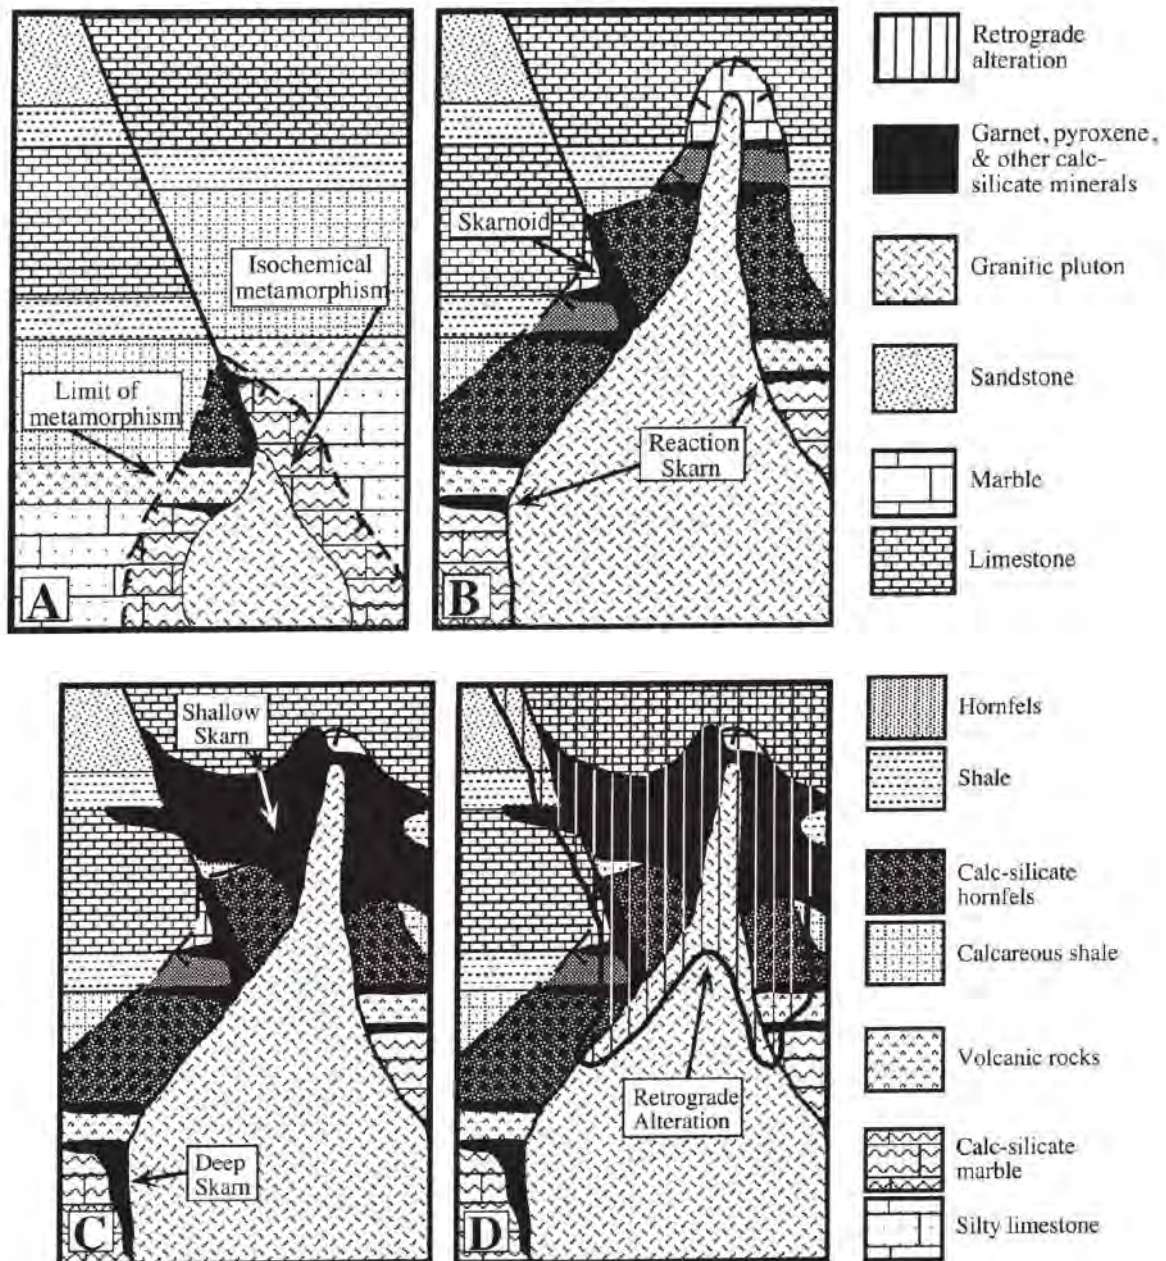 Isochemical
metamorphism
Limit of
metamorphism
A
Skarnoid
Reaction
Skarn
B
Retrograde
alteration
Garnet, pyroxene,
& other calc-
silicate minerals
Granitic pluton
Sandstone
Marble
Limestone
Shallow
Skarn
Deep
Skarn
C
Retrograde
Alteration
D
Hornfels
Shale
Calc-silicate
hornfels
Calcareous shale
Volcanic rocks
Calc-silicate
marble
Silty limestone